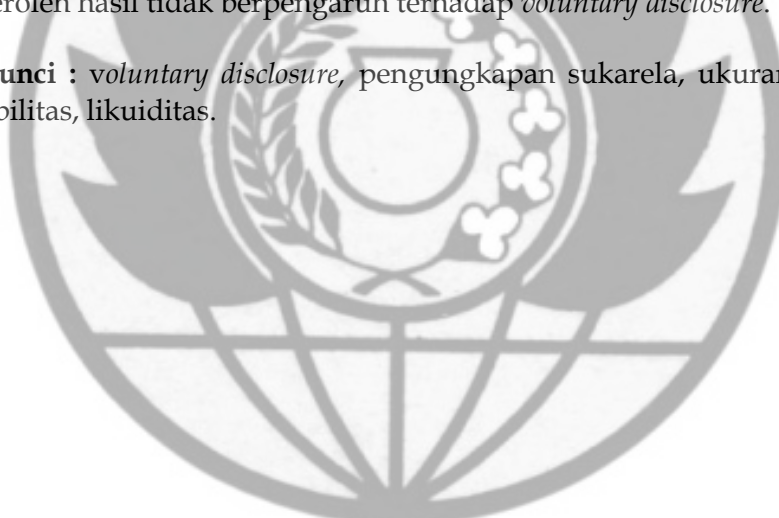 eroleh hasil tidak berpengaruh terhadap voluntary disclosure.
unci : voluntary disclosure, pengungkapan sukarela, ukuran
bilitas, likuiditas.